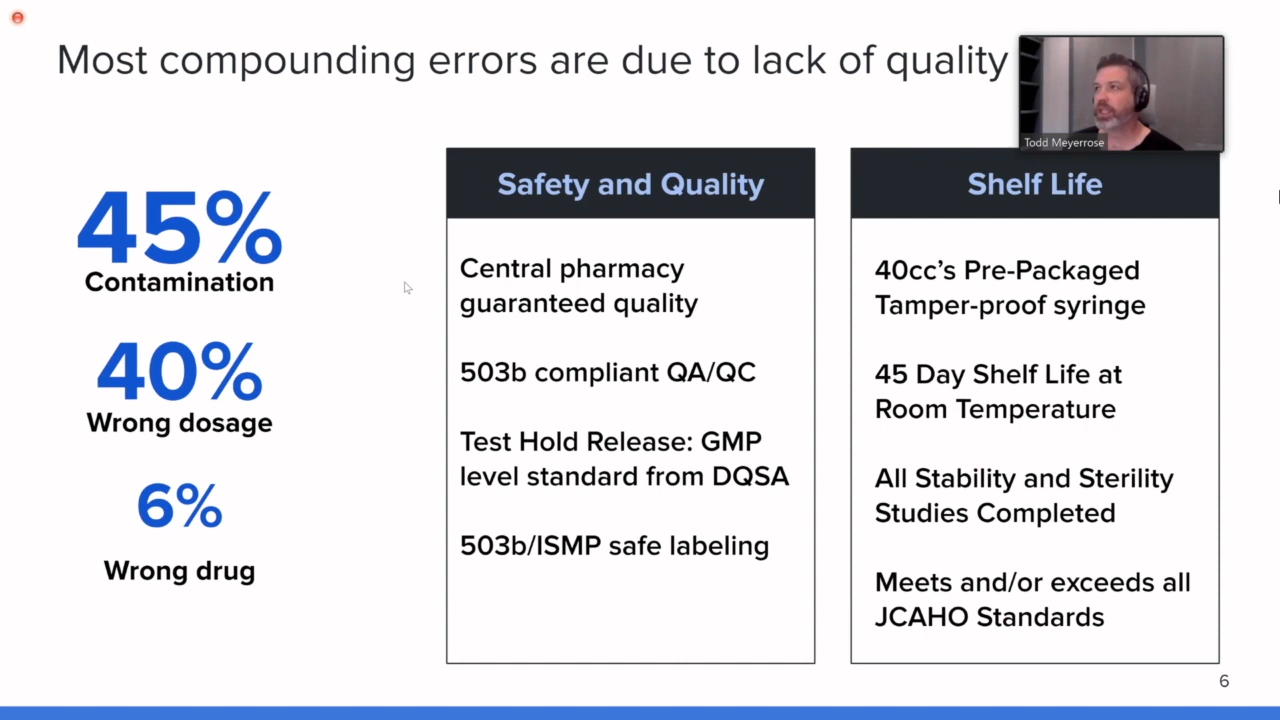 Most compounding errors are due to lack of quality
Todd Meyerrose
45%
Contamination
40%
Wrong dosage
6%
Wrong drug
Safety and Quality
Central pharmacy
guaranteed quality
503b compliant QA/QC
Test Hold Release: GMP
level standard from DQSA
503b/ISMP safe labeling
Shelf Life
40cc’s Pre-Packaged
Tamper-proof syringe
45 Day Shelf Life at
Room Temperature
All Stability and Sterility
Studies Completed
Meets and/or exceeds all
JCAHO Standards
6